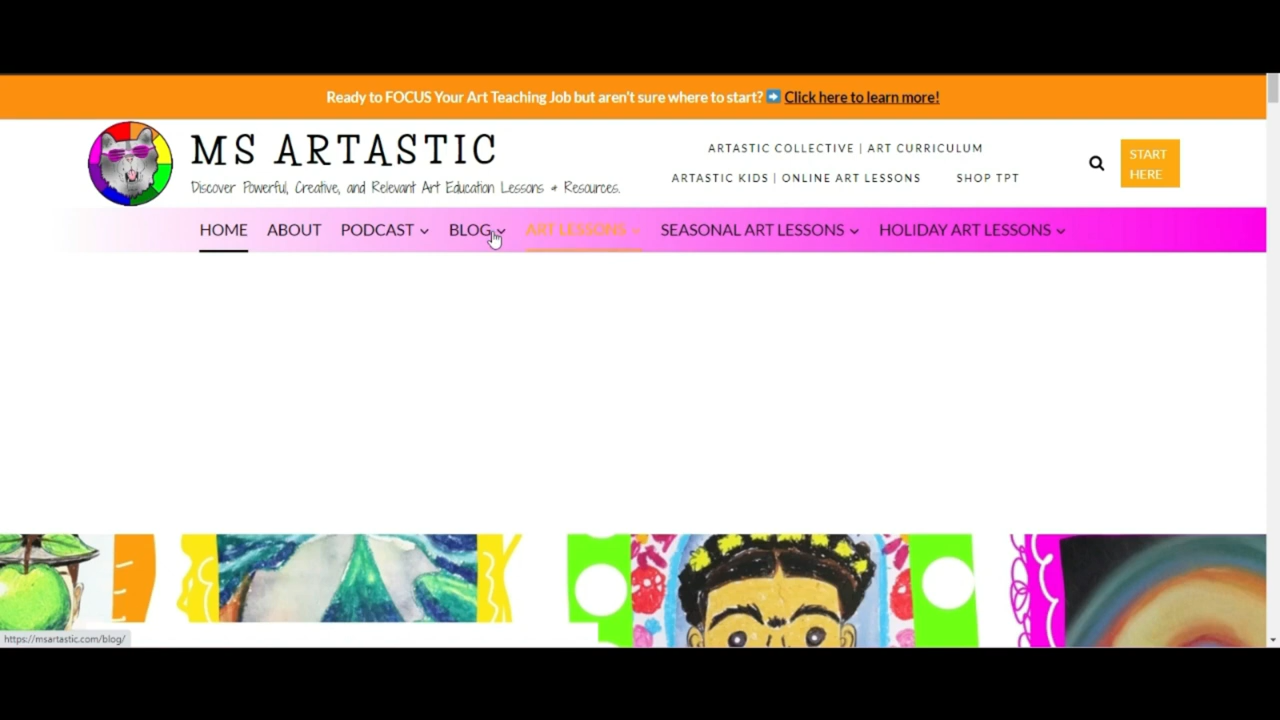 Ready to FOCUS Your Art Teaching Job but aren't sure where to start? ➡ Click here to learn more!
MS ARTASTIC
Discover Powerful, Creative, and Relevant Art Education Lessons & Resources.
ARTASTIC COLLECTIVE | ART CURRICULUM
ARTASTIC KIDS | ONLINE ART LESSONS SHOP TPT
START
HERE
HOME ABOUT PODCAST BLOG ART LESSONS SEASONAL ART LESSONS HOLIDAY ART LESSONS
https://msartastic.com/blog/